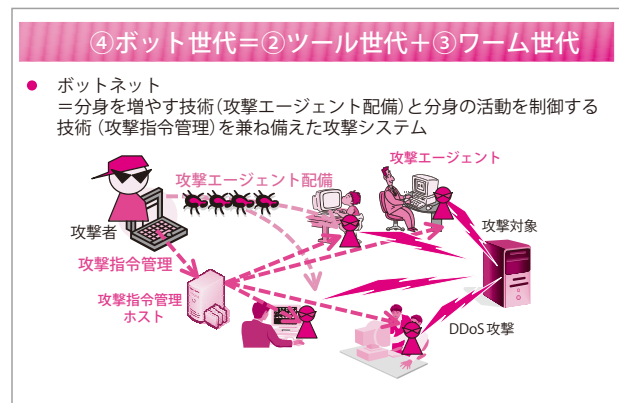 ④ボット世代＝②ツール世代＋③ワーム世代
● ボットネット
＝分身を増やす技術（攻撃エージェント配備）と分身の活動を制御する
技術（攻撃指令管理）を兼ね備えた攻撃システム
攻撃エージェント
攻撃エージェント配備
攻撃者
攻撃対象
攻撃指令管理
攻撃指令管理
ホスト
DDoS攻撃